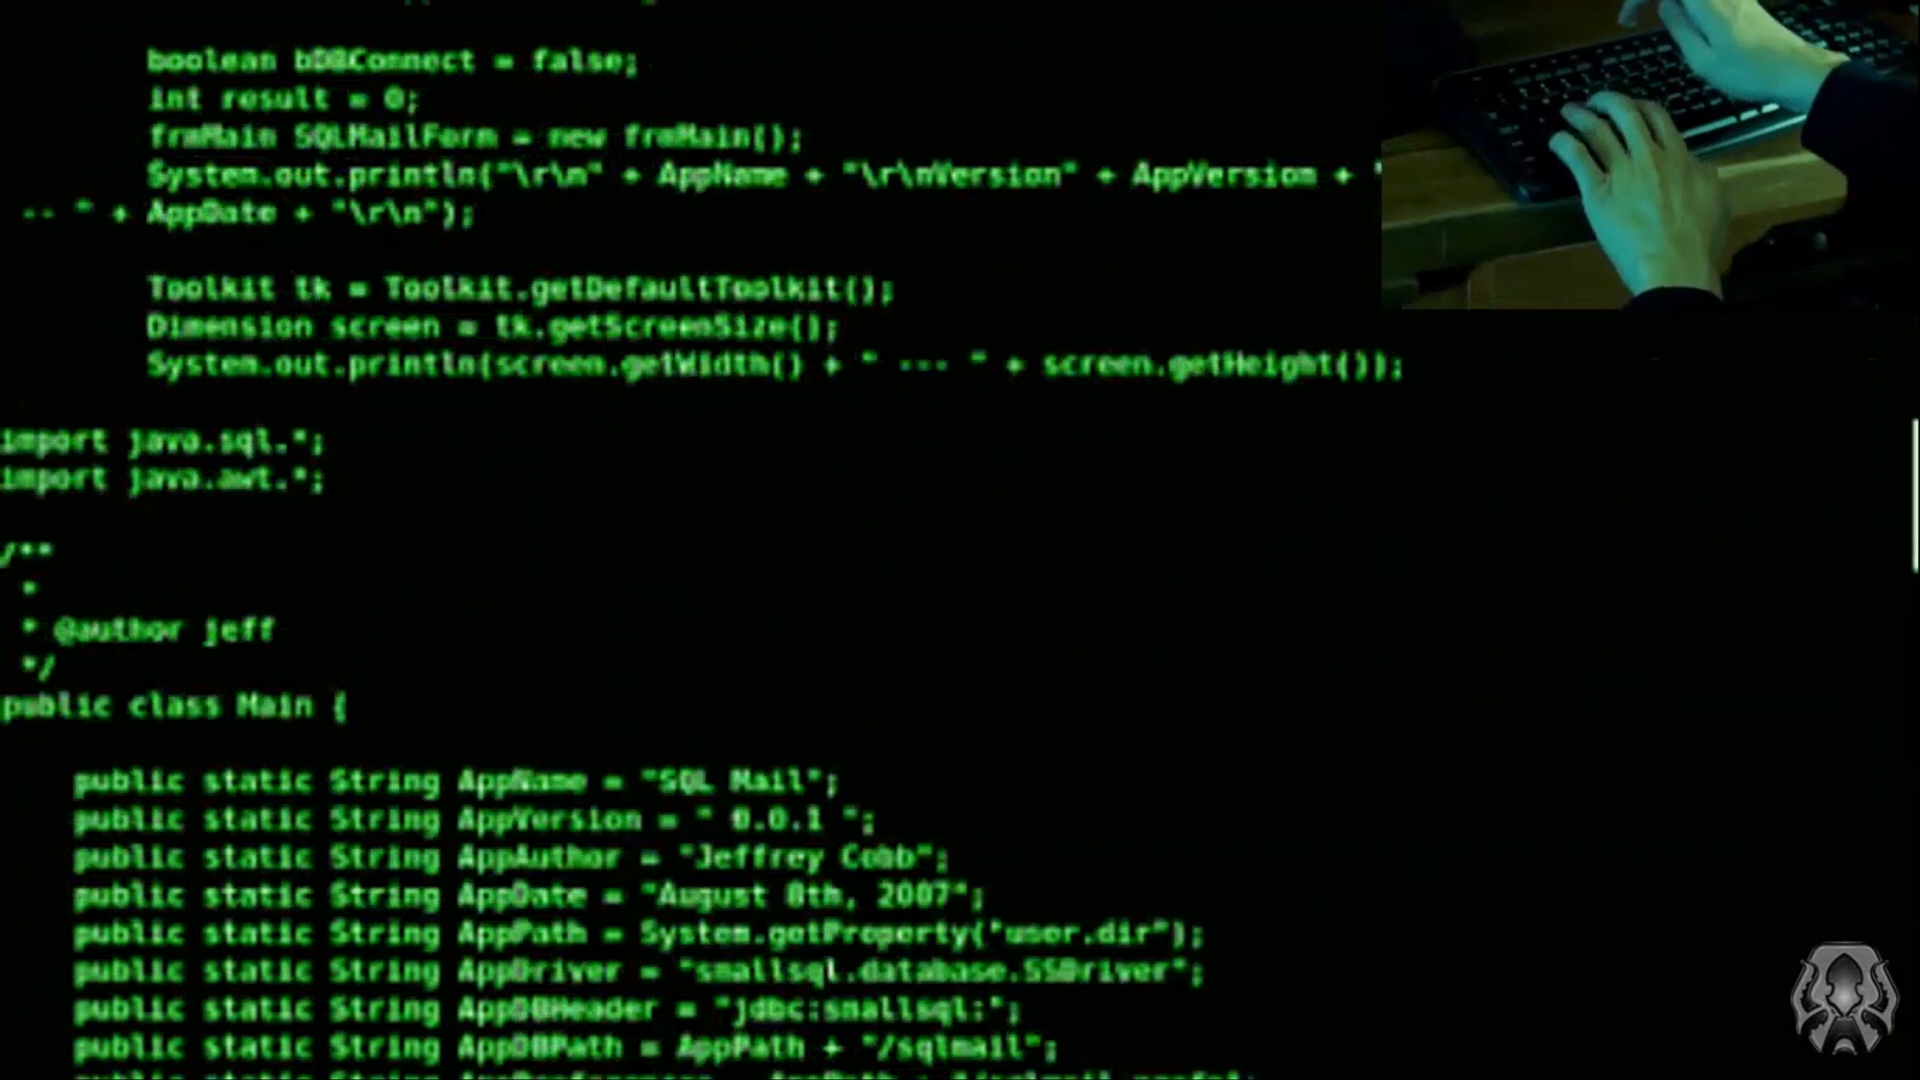 boolean bDBConnect = false;
int result = 0;
frmMain SQLMailForm = new frmMain();
System.out.println("\r\n" + AppName + "\r\nVersion" + AppVersion + "
-- " + AppDate + "\r\n");
Toolkit tk = Toolkit.getDefaultToolkit();
Dimension screen = tk.getScreenSize();
System.out.println(screen.getWidth() + " --- " + screen.getHeight());
import java.sql.*;
import java.awt.*;
/**
*
* @author jeff
*/
public class Main {
public static String AppName = "SQL Mail";
public static String AppVersion = " 0.0.1 ";
public static String AppAuthor = "Jeffrey Cobb";
public static String AppDate = "August 8th, 2007";
public static String AppPath = System.getProperty("user.dir");
public static String AppDriver = "smallsql.database.SSDriver";
public static String AppDBHeader = "jdbc:smallsql:";
public static String AppDBPath = AppPath + "/sqlmail";
public static String AppPreferences = AppPath +